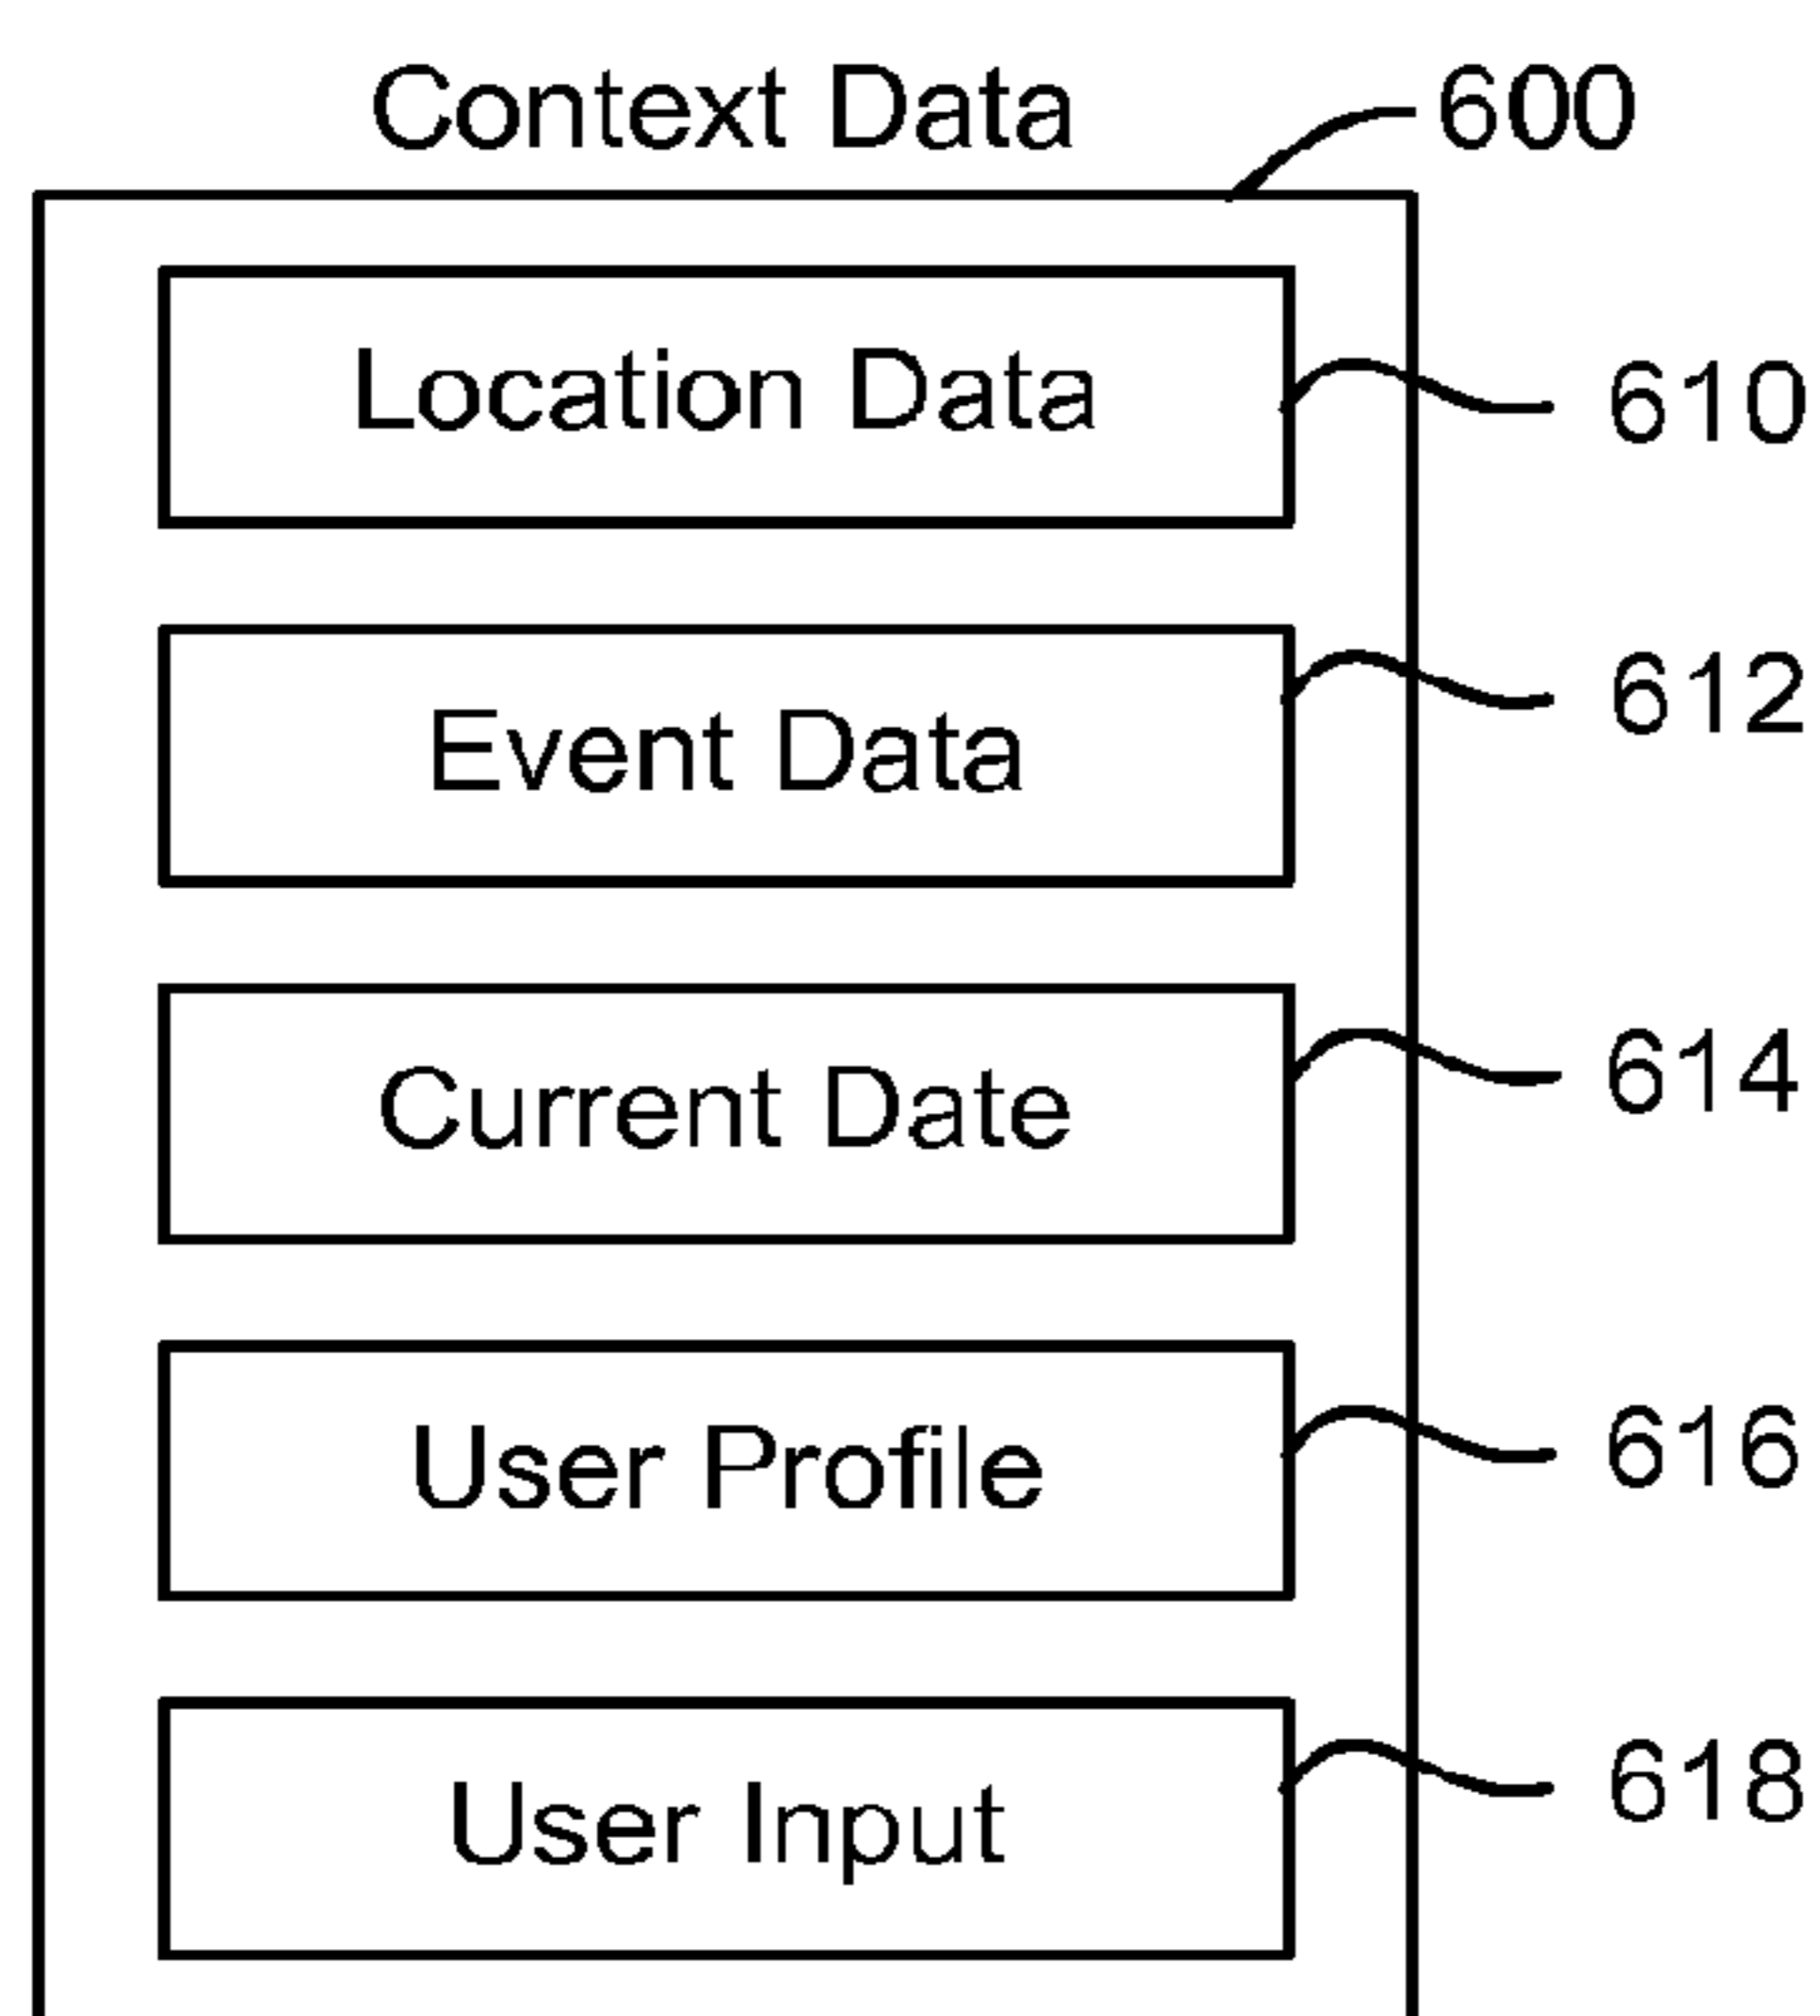 Context Data 600
Location Data 610
Event Data 612
Current Date 614
User Profile 616
User Input 618